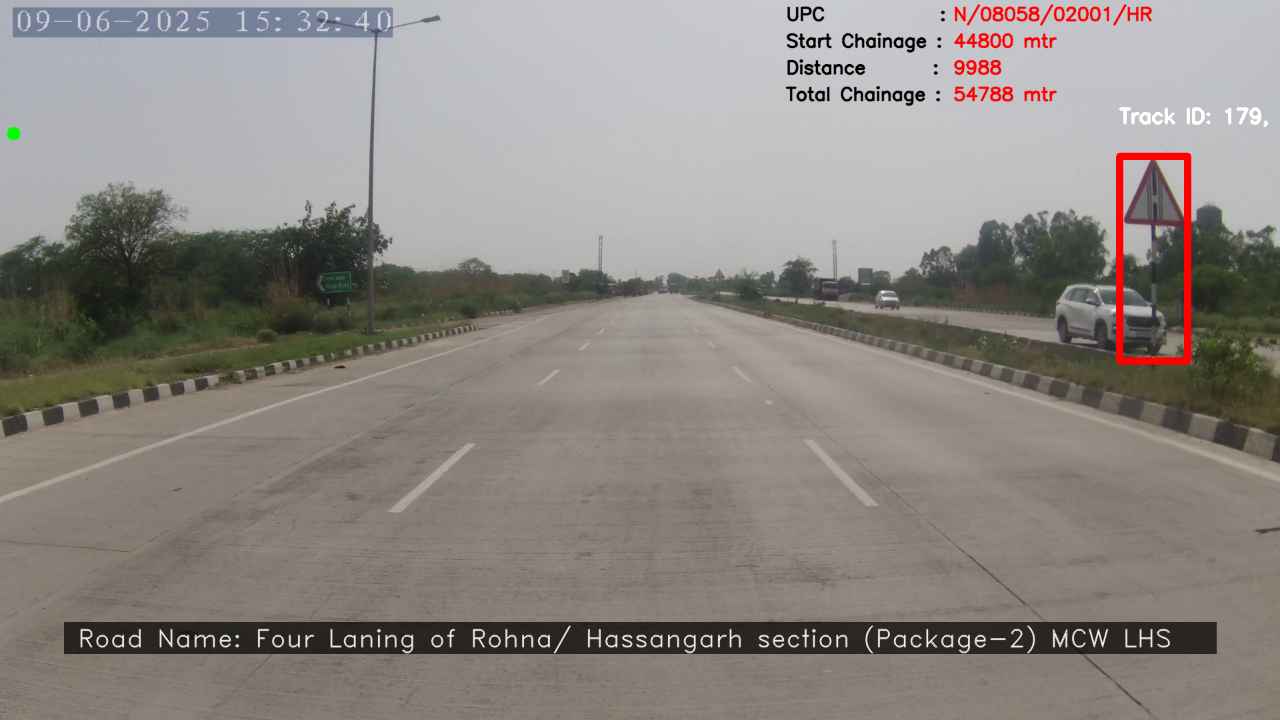 09-06-2025 15:32:40
UPC : N/08058/02001/HR
Start Chainage : 44800 mtr
Distance : 9988
Total Chainage : 54788 mtr
Track ID: 179,
Road Name: Four Laning of Rohna/ Hassangarh section (Package-2) MCW LHS